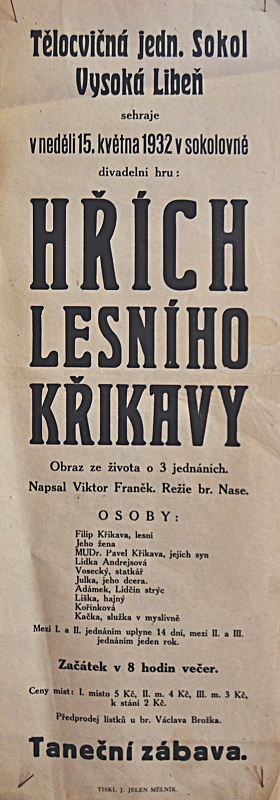 Tělocvičná jedn. Sokol
Vysoká Libeň
sehraje
v neděli 15. května 1932 v sokolovně
divadelní hru:
HŘÍCH
LESNÍHO
KŘIKAVY
Obraz ze života o 3 jednáních.
Napsal Viktor Franěk. Režie br. Nase.
OSOBY:
Filip Křikava, lesní
Jeho žena
MUDr. Pavel Křikava, jejich syn
Lidka Andrejsová
Vosecký, statkář
Julka, jeho dcera.
Adámek, Lidčin strýc
Liška, hajný
Kořínková
Kačka, služka v myslivně
Mezi I. a II. jednáním uplyne 14 dní, mezi II. a III.
jednáním jeden rok.
Začátek v 8 hodin večer.
Ceny míst: I. místo 5 Kč, II. m. 4 Kč, III. m. 3 Kč,
k stání 2 Kč.
Předprodej lístků u br. Václava Brožka.
Taneční zábava.
TISKL J. JELEN MĚLNÍK.